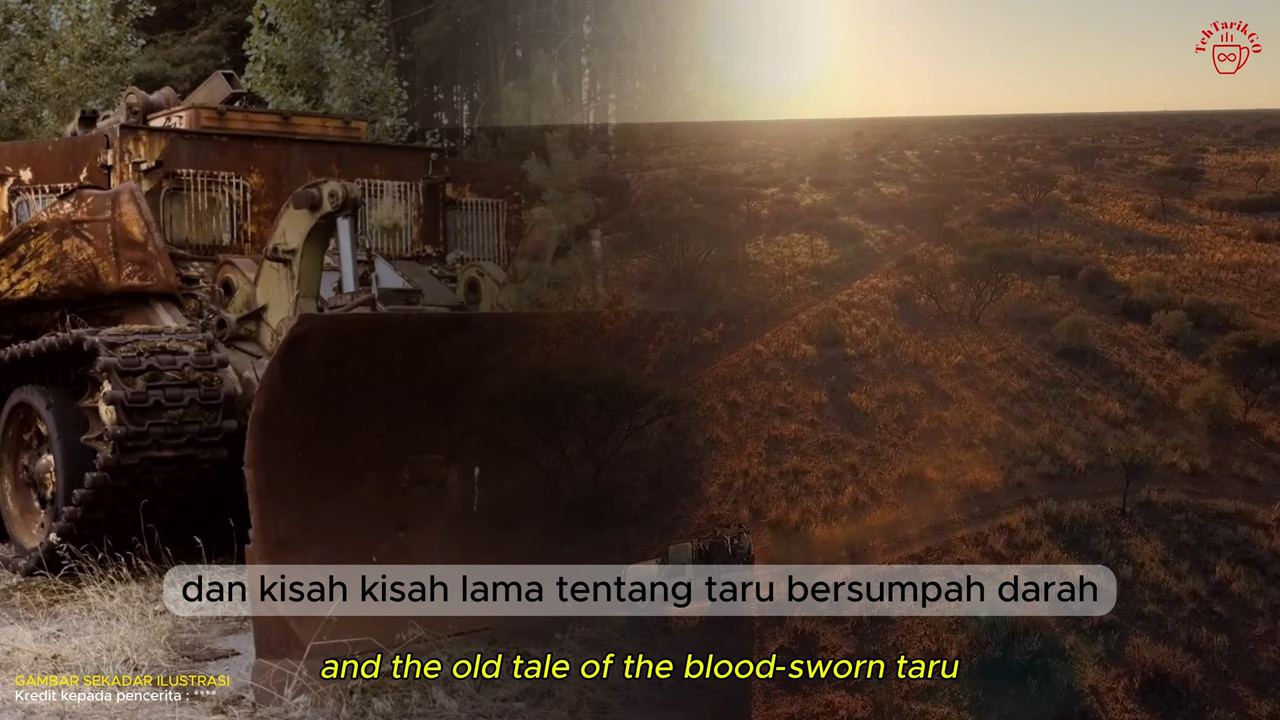 TehTarikGO
dan kisah kisah lama tentang taru bersumpah darah
and the old tale of the blood-sworn taru
GAMBAR SEKADAR ILUSTRASI
Kredit kepada pencerita : ****